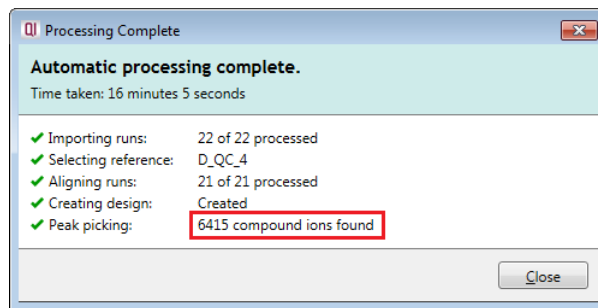 QI Processing Complete
Automatic processing complete.
Time taken: 16 minutes 5 seconds
✔ Importing runs: 22 of 22 processed
✔ Selecting reference: D_QC_4
✔ Aligning runs: 21 of 21 processed
✔ Creating design: Created
✔ Peak picking: 6415 compound ions found
Close